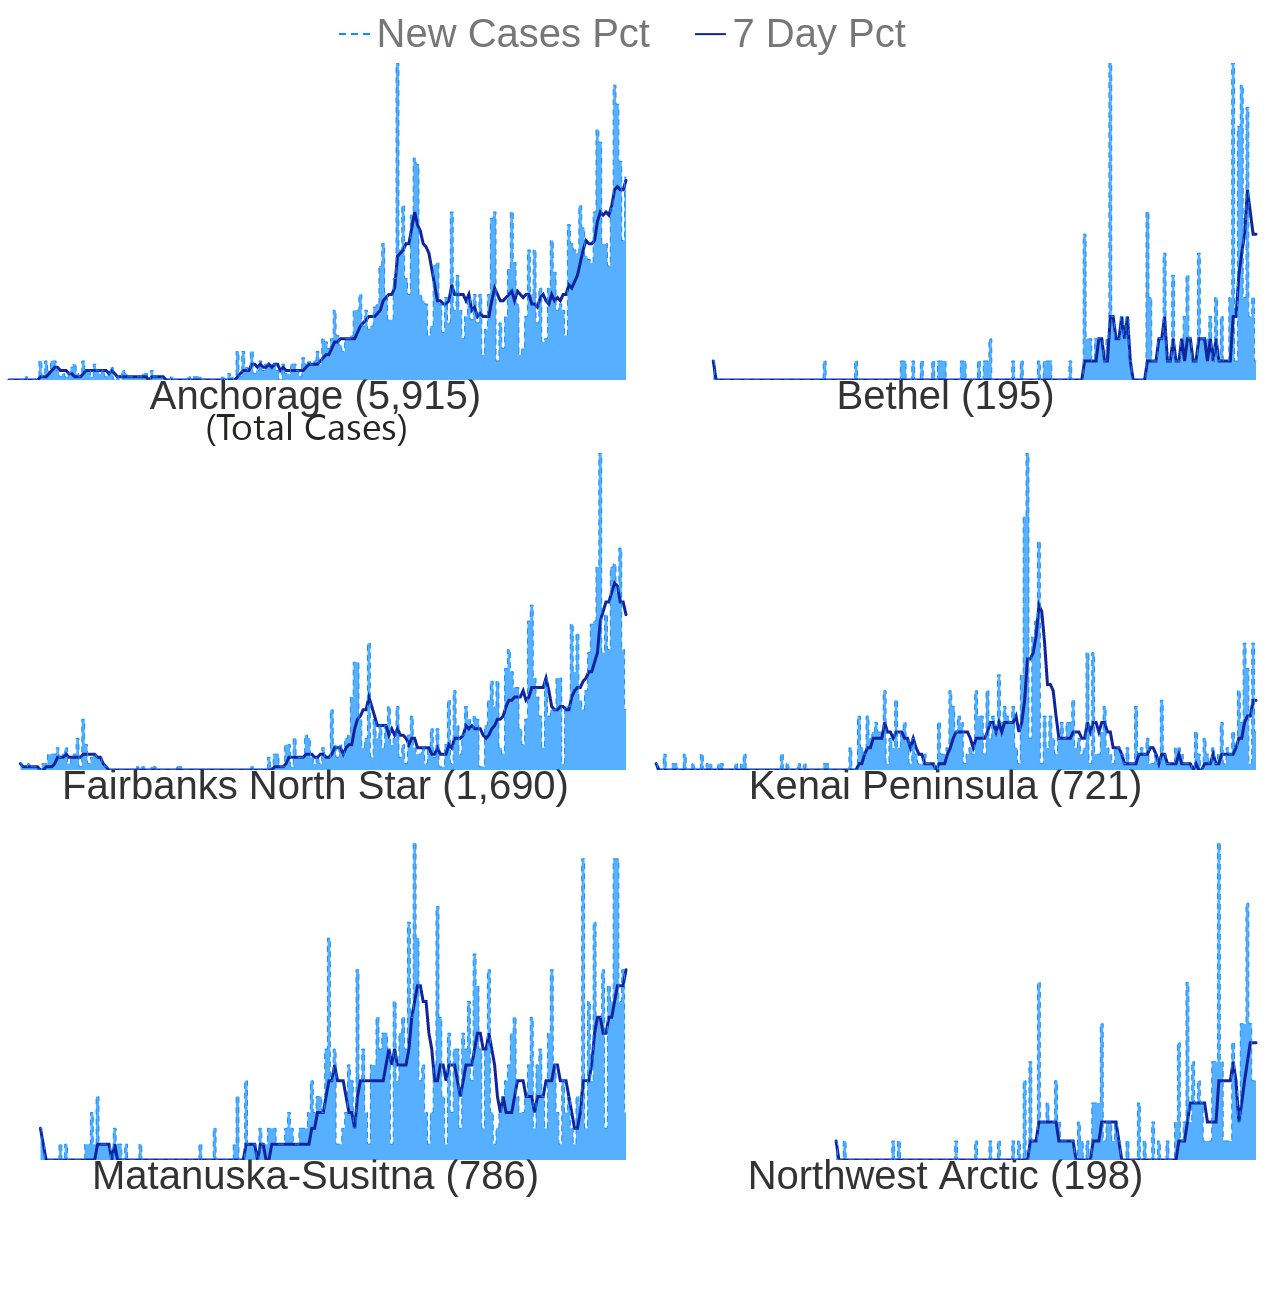 New Cases Pct 7 Day Pct
Anchorage (5,915)
(Total Cases)
Bethel (195)
Fairbanks North Star (1,690)
Kenai Peninsula (721)
Matanuska-Susitna (786)
Northwest Arctic (198)